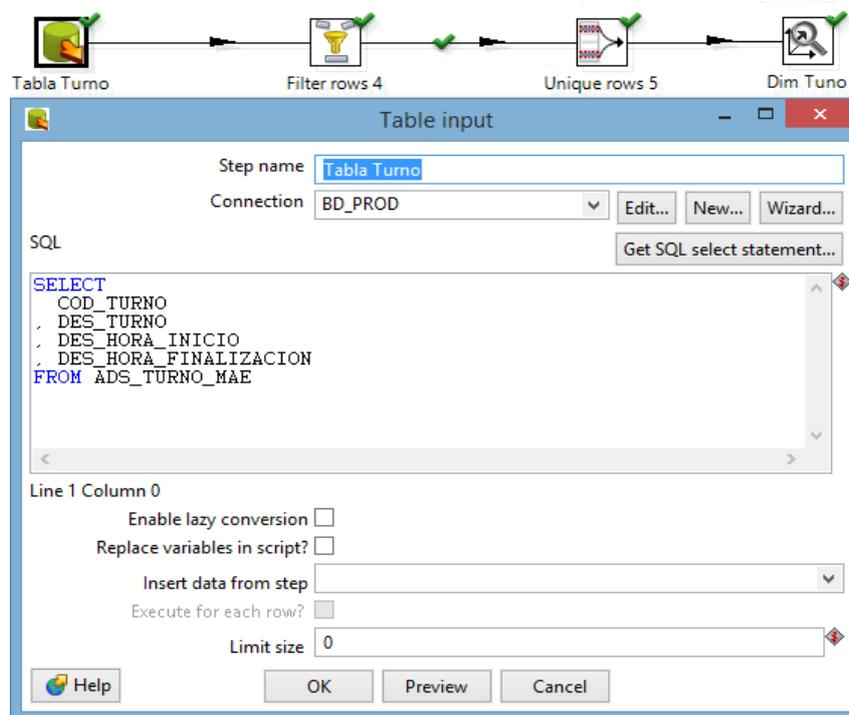 Tabla Turno
Filter rows 4
Unique rows 5
Dim Tuno
Table input
Step name Tabla Turno
Connection BD_PROD Edit... New... Wizard...
SQL Get SQL select statement...
SELECT
COD_TURNO
, DES_TURNO
, DES_HORA_INICIO
, DES_HORA_FINALIZACION
FROM ADS_TURNO_MAE
Line 1 Column 0
Enable lazy conversion
Replace variables in script?
Insert data from step
Execute for each row?
Limit size 0
Help OK Preview Cancel